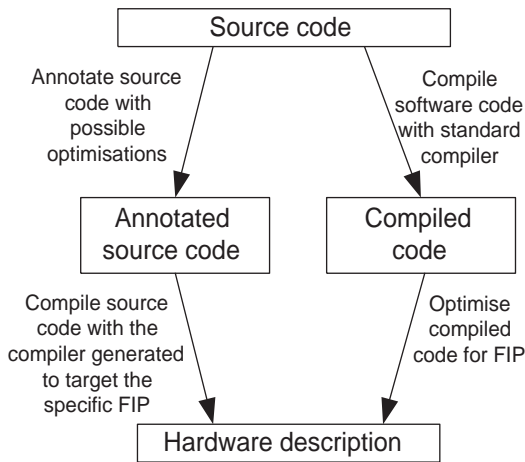 Source code
Annotate source
code with
possible
optimisations
Compile
software code
with standard
compiler
Annotated
source code
Compiled
code
Compile source
code with the
compiler generated
to target the
specific FIP
Optimise
compiled
code for FIP
Hardware description